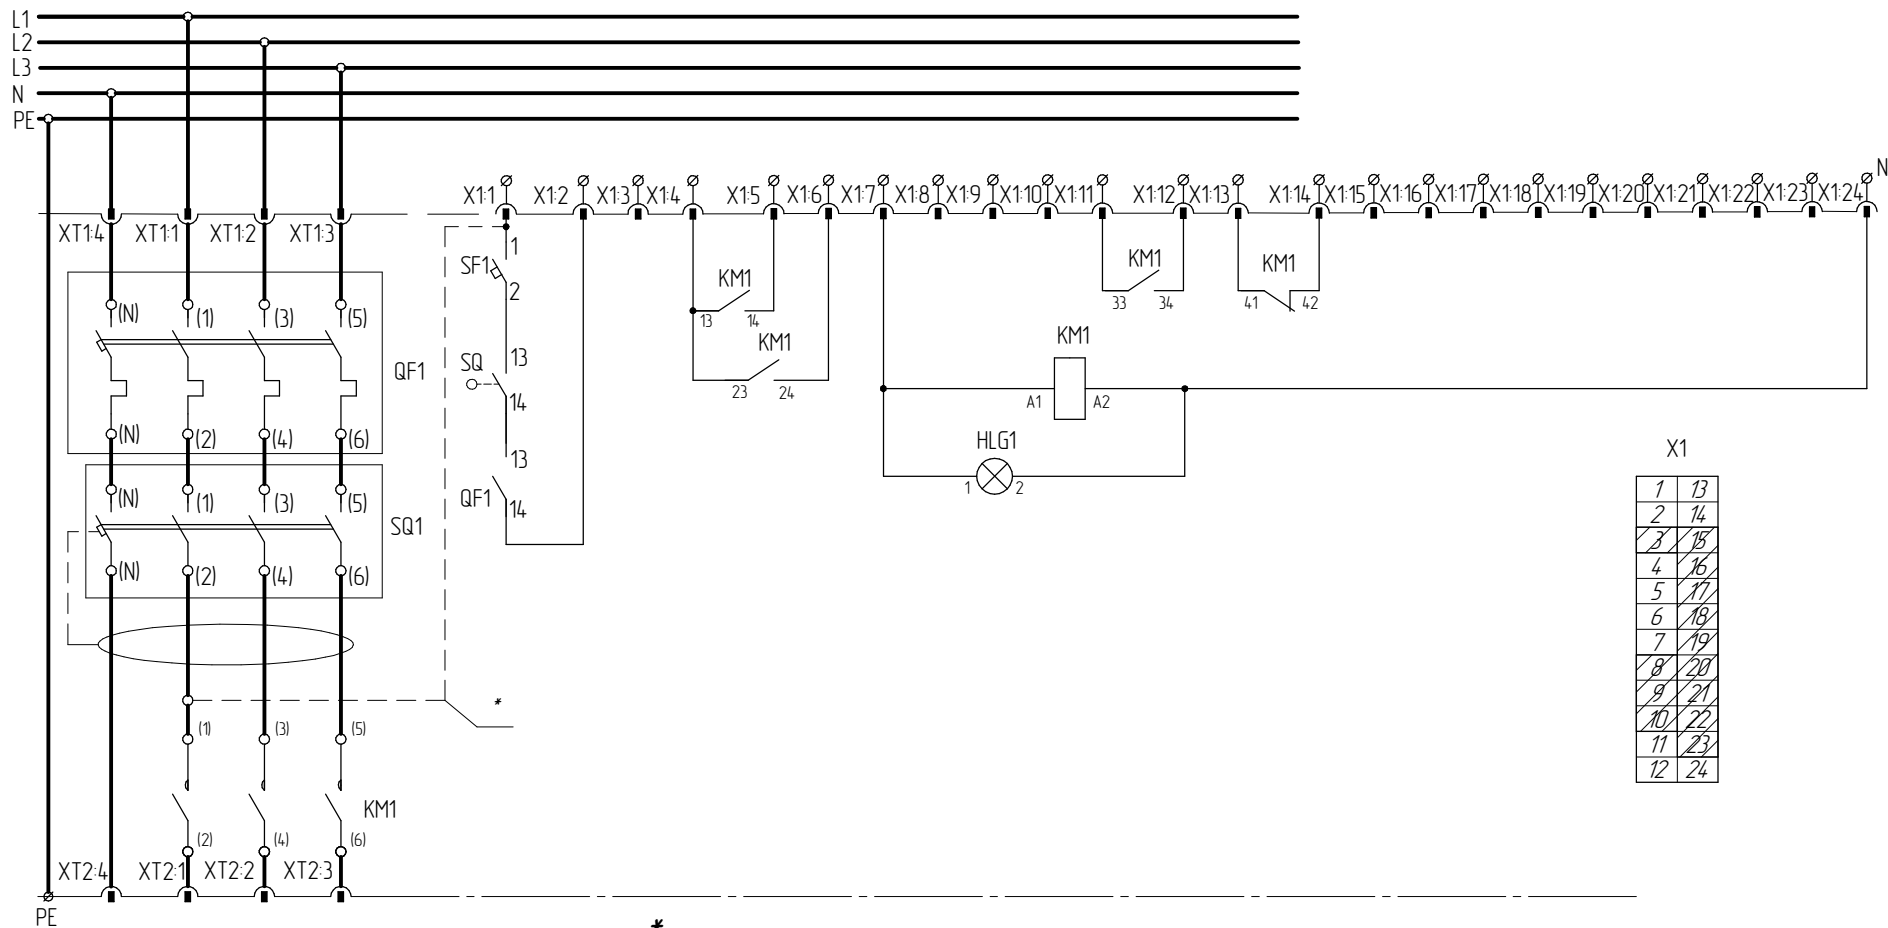 L1
L2
L3
N
PE
N
X1:1 X1:2 X1:3 X1:4 X1:5 X1:6 X1:7 X1:8 X1:9 X1:10 X1:11 X1:12 X1:13 X1:14 X1:15 X1:16 X1:17 X1:18 X1:19 X1:20 X1:21 X1:22 X1:23 X1:24
XT1:4 XT1:1 XT1:2 XT1:3
(N) (1) (3) (5)
QF1
(N) (2) (4) (6)
(N) (1) (3) (5)
SQ1
(N) (2) (4) (6)
(1) (3) (5)
KM1
(2) (4) (6)
XT2:4 XT2:1 XT2:2 XT2:3
PE
1
SF1
2
13
SQ
14
13
QF1
14
*
KM1
13 14
KM1
23 24
KM1
33 34
KM1
41 42
KM1
A1 A2
HLG1
1 2
X1
1 13
2 14
3 15
4 16
5 17
6 18
7 19
8 20
9 21
10 22
11 23
12 24
*